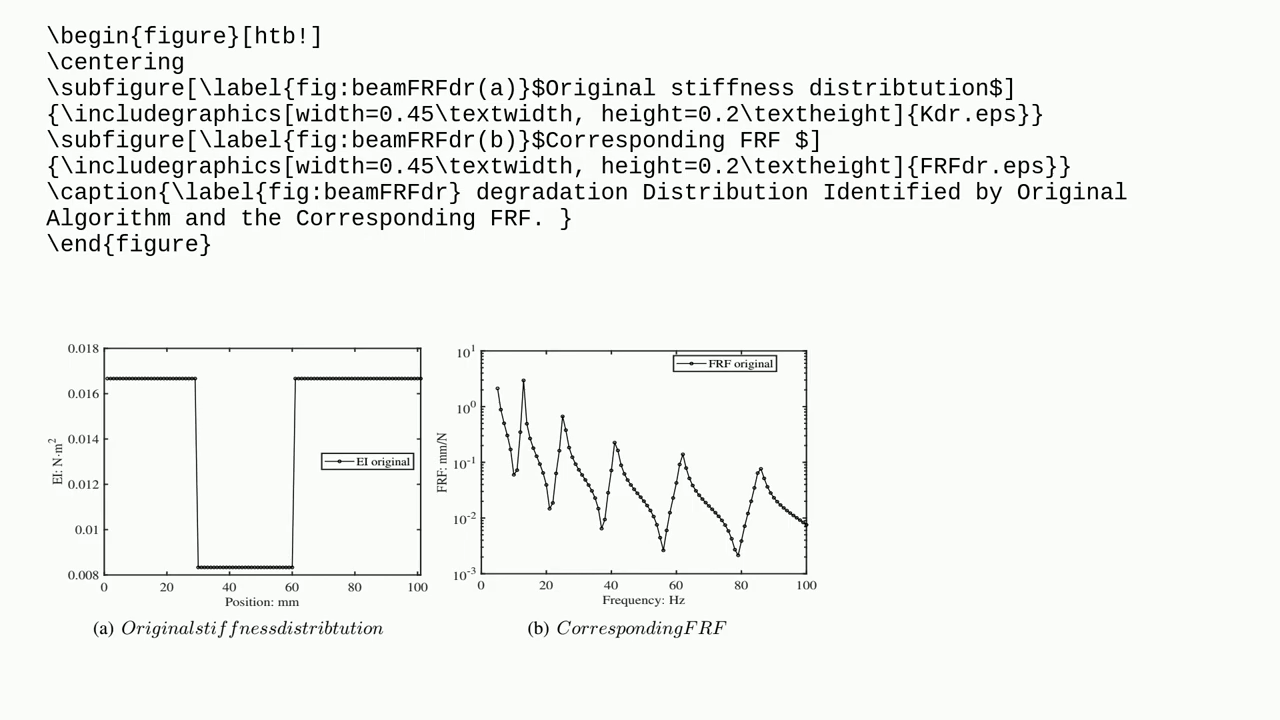 \begin{figure}[htb!]
\centering
\subfigure[\label{fig:beamFRFdr(a)}$Original stiffness distribtution$]
{\includegraphics[width=0.45\textwidth, height=0.2\textheight]{Kdr.eps}}
\subfigure[\label{fig:beamFRFdr(b)}$Corresponding FRF $]
{\includegraphics[width=0.45\textwidth, height=0.2\textheight]{FRFdr.eps}}
\caption{\label{fig:beamFRFdr} degradation Distribution Identified by Original
Algorithm and the Corresponding FRF. }
\end{figure}
0.018
0.016
0.014
0.012
0.01
0.008
EI: N·m²
EI original
0 20 40 60 80 100
Position: mm
(a) Originalstiffnessdistribtution
10¹
10⁰
10⁻¹
10⁻²
10⁻³
FRF: mm/N
FRF original
0 20 40 60 80 100
Frequency: Hz
(b) CorrespondingFRF